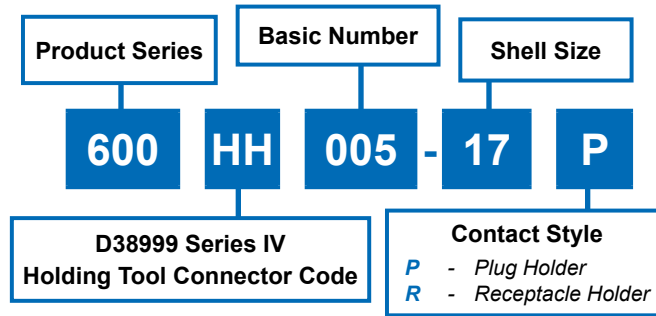 Product Series
Basic Number
Shell Size
600 HH 005 - 17 P
D38999 Series IV
Holding Tool Connector Code
Contact Style
P - Plug Holder
R - Receptacle Holder